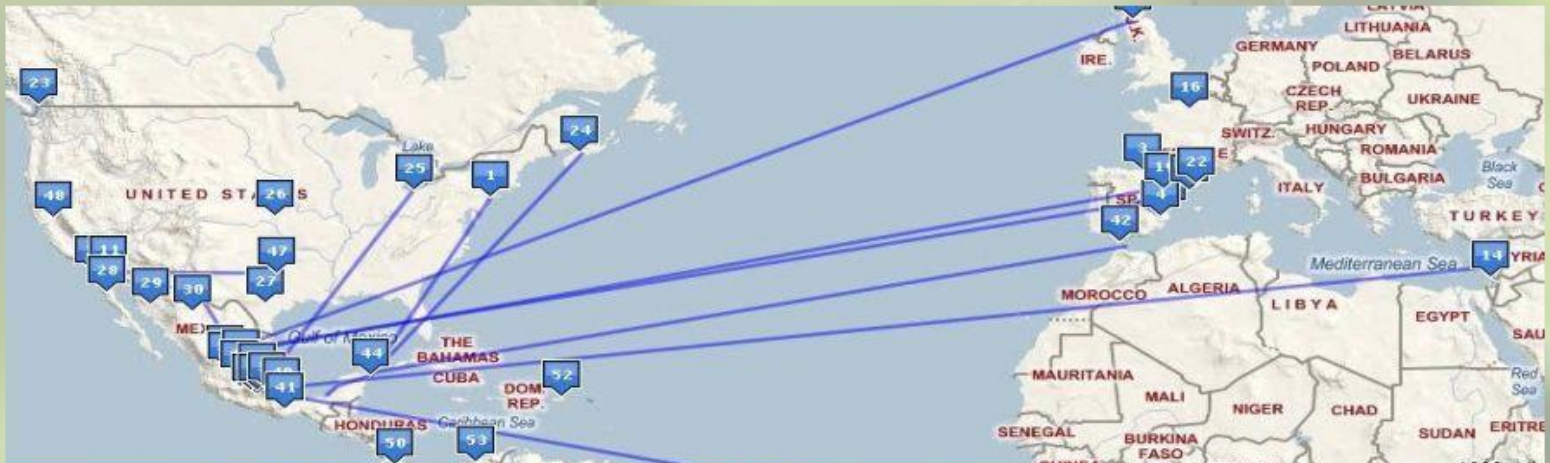 LATVIA
LITHUANIA
U.K.
IRE.
GERMANY
BELARUS
POLAND
23
16
CZECH
REP.
UKRAINE
24
SWITZ.
HUNGARY
Lake
3
ROMANIA
25
1
22
Black
Sea
BULGARIA
48
UNITED
26
S
ITALY
4
42
TURKEY
11
47
14
SYRIA
28
Mediterranean Sea
29
27
30
MOROCCO
ALGERIA
LIBYA
EGYPT
SAU
Gulf of Mexico
44
THE
BAHAMAS
CUBA
41
52
DOM.
REP.
MAURITANIA
MALI
NIGER
CHAD
Red
Sea
HONDURAS
Caribbean Sea
50
53
SENEGAL
BURKINA
FASO
SUDAN
ERITRE